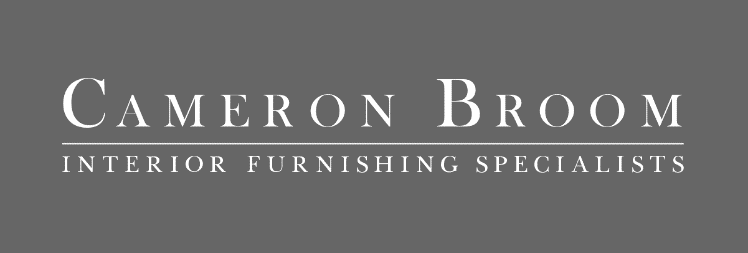 CAMERON BROOM
INTERIOR FURNISHING SPECIALISTS